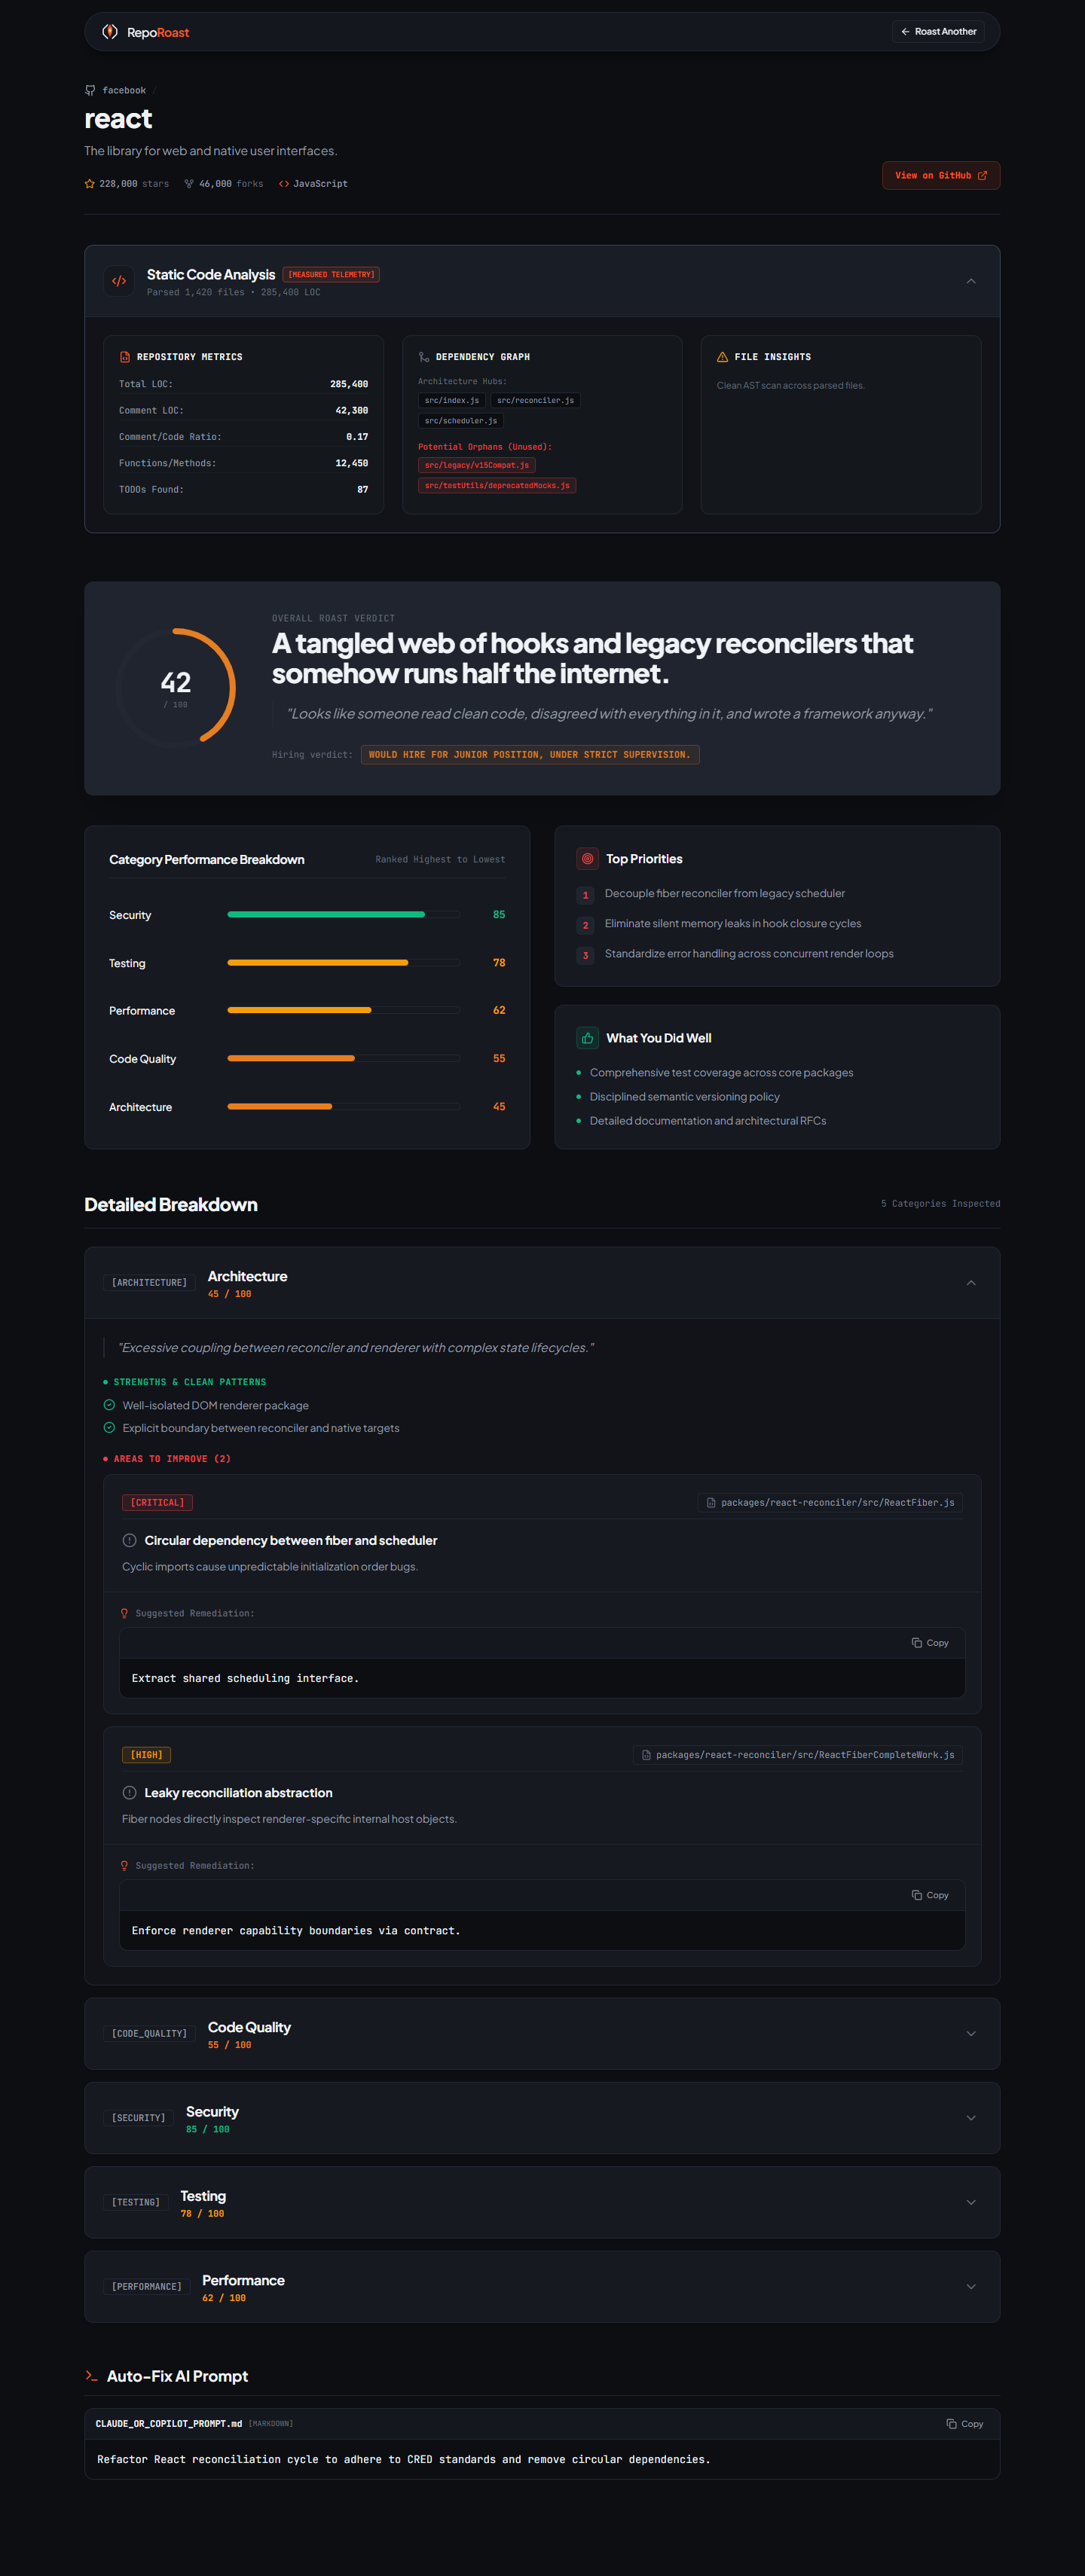 RepoRoast
Roast Another
facebook /
react
The library for web and native user interfaces.
228,000 stars 46,000 forks JavaScript
View on GitHub
Static Code Analysis [MEASURED TELEMETRY]
Parsed 1,420 files • 285,400 LOC
REPOSITORY METRICS
Total LOC: 285,400
Comment LOC: 42,300
Comment/Code Ratio: 0.17
Functions/Methods: 12,450
TODOs Found: 87
DEPENDENCY GRAPH
Architecture Hubs:
src/index.js src/reconciler.js
src/scheduler.js
Potential Orphans (Unused):
src/legacy/v15Compat.js
src/testUtils/deprecatedMocks.js
FILE INSIGHTS
Clean AST scan across parsed files.
42
/ 100
OVERALL ROAST VERDICT
A tangled web of hooks and legacy reconcilers that
somehow runs half the internet.
"Looks like someone read clean code, disagreed with everything in it, and wrote a framework anyway."
Hiring verdict: WOULD HIRE FOR JUNIOR POSITION, UNDER STRICT SUPERVISION.
Category Performance Breakdown Ranked Highest to Lowest
Security 85
Testing 78
Performance 62
Code Quality 55
Architecture 45
Top Priorities
1 Decouple fiber reconciler from legacy scheduler
2 Eliminate silent memory leaks in hook closure cycles
3 Standardize error handling across concurrent render loops
What You Did Well
Comprehensive test coverage across core packages
Disciplined semantic versioning policy
Detailed documentation and architectural RFCs
Detailed Breakdown 5 Categories Inspected
[ARCHITECTURE] Architecture
45 / 100
"Excessive coupling between reconciler and renderer with complex state lifecycles."
STRENGTHS & CLEAN PATTERNS
Well-isolated DOM renderer package
Explicit boundary between reconciler and native targets
AREAS TO IMPROVE (2)
[CRITICAL] packages/react-reconciler/src/ReactFiber.js
Circular dependency between fiber and scheduler
Cyclic imports cause unpredictable initialization order bugs.
Suggested Remediation:
Copy
Extract shared scheduling interface.
[HIGH] packages/react-reconciler/src/ReactFiberCompleteWork.js
Leaky reconciliation abstraction
Fiber nodes directly inspect renderer-specific internal host objects.
Suggested Remediation:
Copy
Enforce renderer capability boundaries via contract.
[CODE_QUALITY] Code Quality
55 / 100
[SECURITY] Security
85 / 100
[TESTING] Testing
78 / 100
[PERFORMANCE] Performance
62 / 100
Auto-Fix AI Prompt
CLAUDE_OR_COPILOT_PROMPT.md [MARKDOWN] Copy
Refactor React reconciliation cycle to adhere to CRED standards and remove circular dependencies.